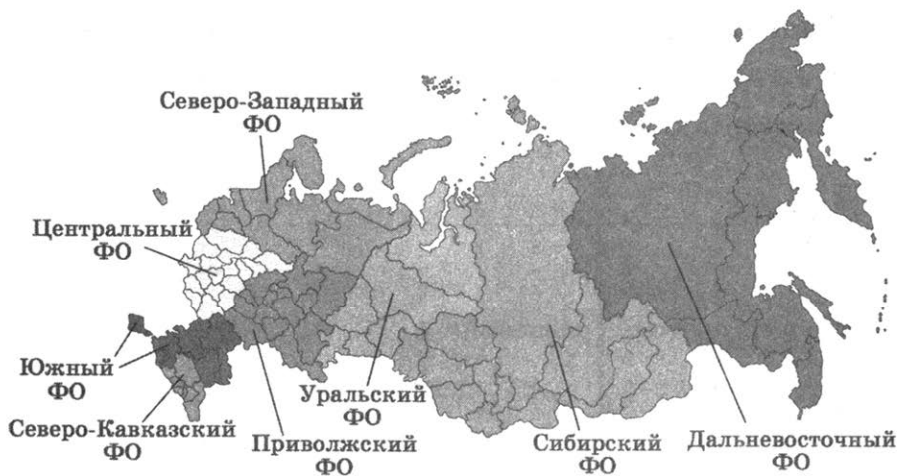 Северо-Западный
ФО
Центральный
ФО
Южный
ФО
Северо-Кавказский
ФО
Приволжский
ФО
Уральский
ФО
Сибирский
ФО
Дальневосточный
ФО